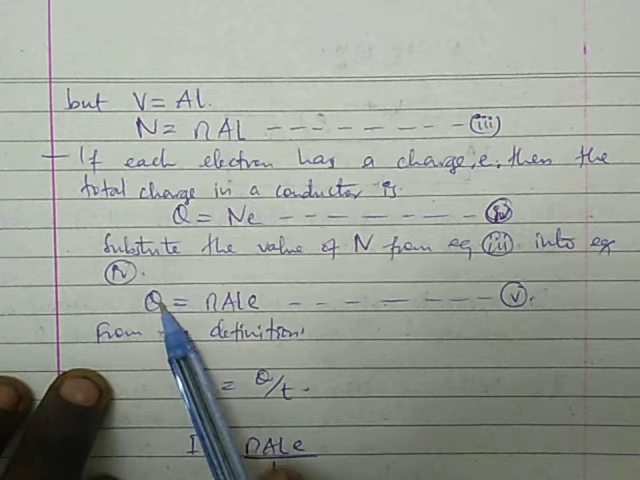 but V = Al.
N = nAl - - - - - - - - (iii)
— If each electron has a charge, e, then the
total charge in a conductor is
Q = Ne - - - - - - - - (iv)
Substute the value of N from eq (iii) into eq
(iv).
Q = nAle - - - - - - - - (v).
From definition,
= Q/t.
I nAle